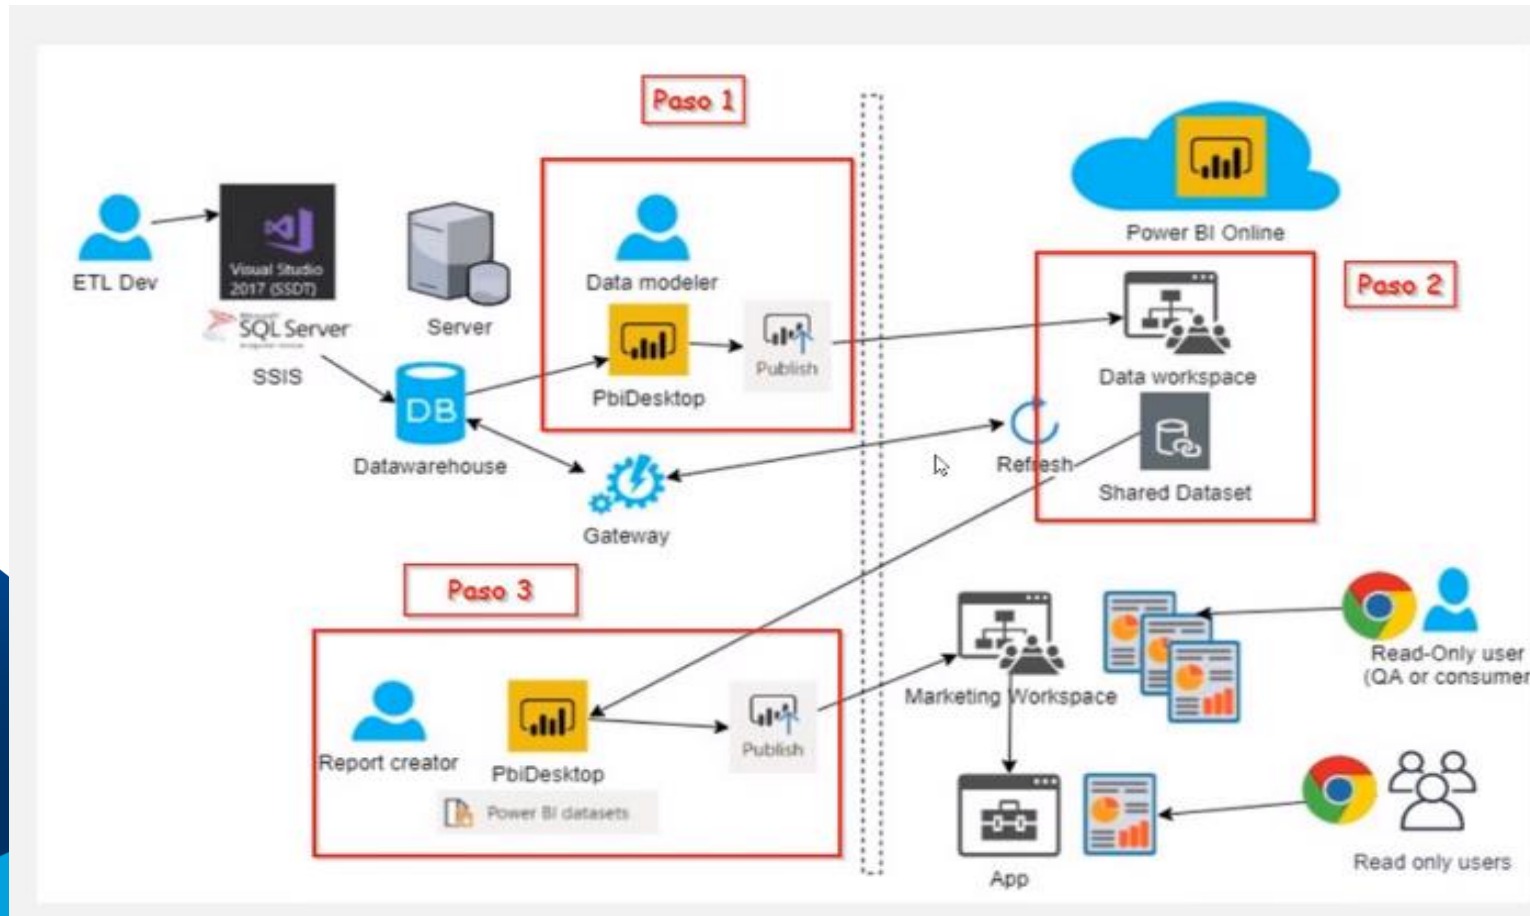 Paso 1
Power BI Online
ETL Dev
Visual Studio
2017 (SSDT)
SQL Server
SSIS
Server
Data modeler
PbiDesktop
Publish
Paso 2
Data workspace
Shared Dataset
DB
Datawarehouse
Gateway
Refresh
Paso 3
Report creator
PbiDesktop
Power BI datasets
Publish
Marketing Workspace
Read-Only user
(QA or consumer
App
Read only users